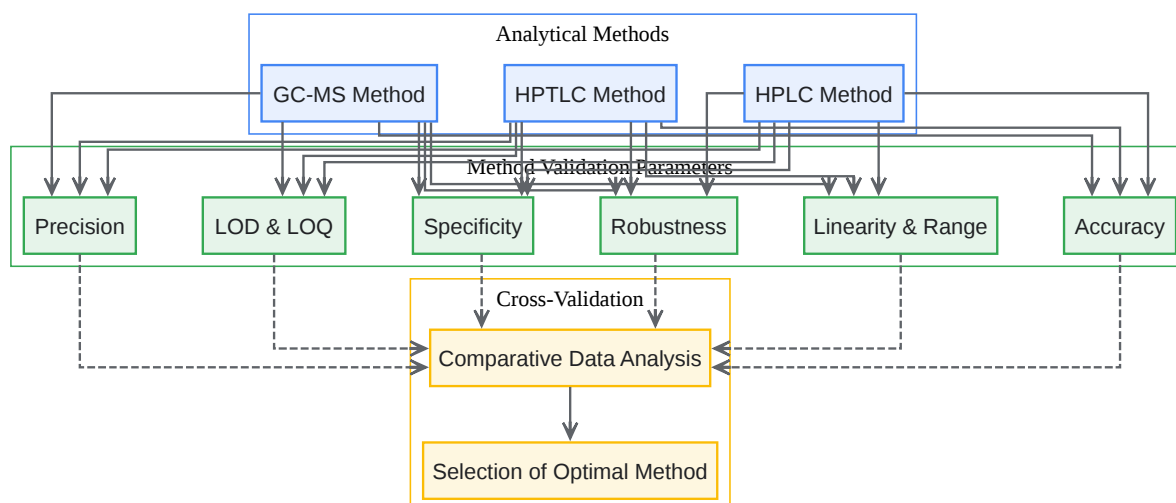 Analytical Methods
GC-MS Method
HPTLC Method
HPLC Method
Method Validation Parameters
Precision
LOD & LOQ
Specificity
Robustness
Linearity & Range
Accuracy
Cross-Validation
Comparative Data Analysis
Selection of Optimal Method